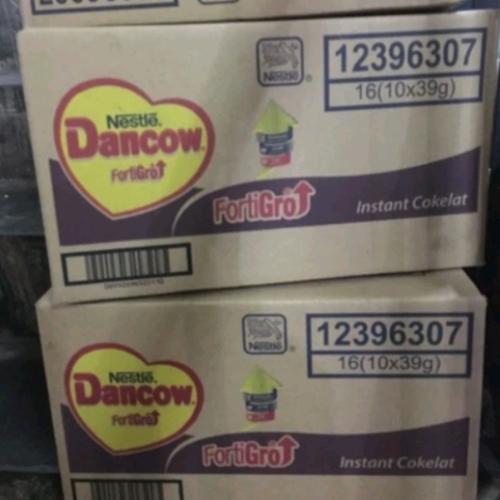 Nestlé.
12396307
16(10x39g)
Nestlé.
Dancow
FortiGro
FortiGro
Instant Cokelat
Nestlé.
12396307
16(10x39g)
Nestlé.
Dancow
FortiGro
FortiGro
Instant Cokelat